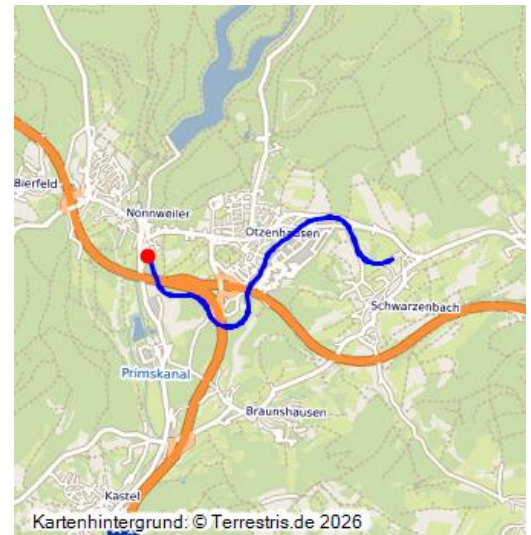 Bierfeld
Nonnweiler
Otzenhausen
Schwarzenbach
Primskanal
Braunshausen
Kastel
Kartenhintergrund: © Terrestris.de 2026